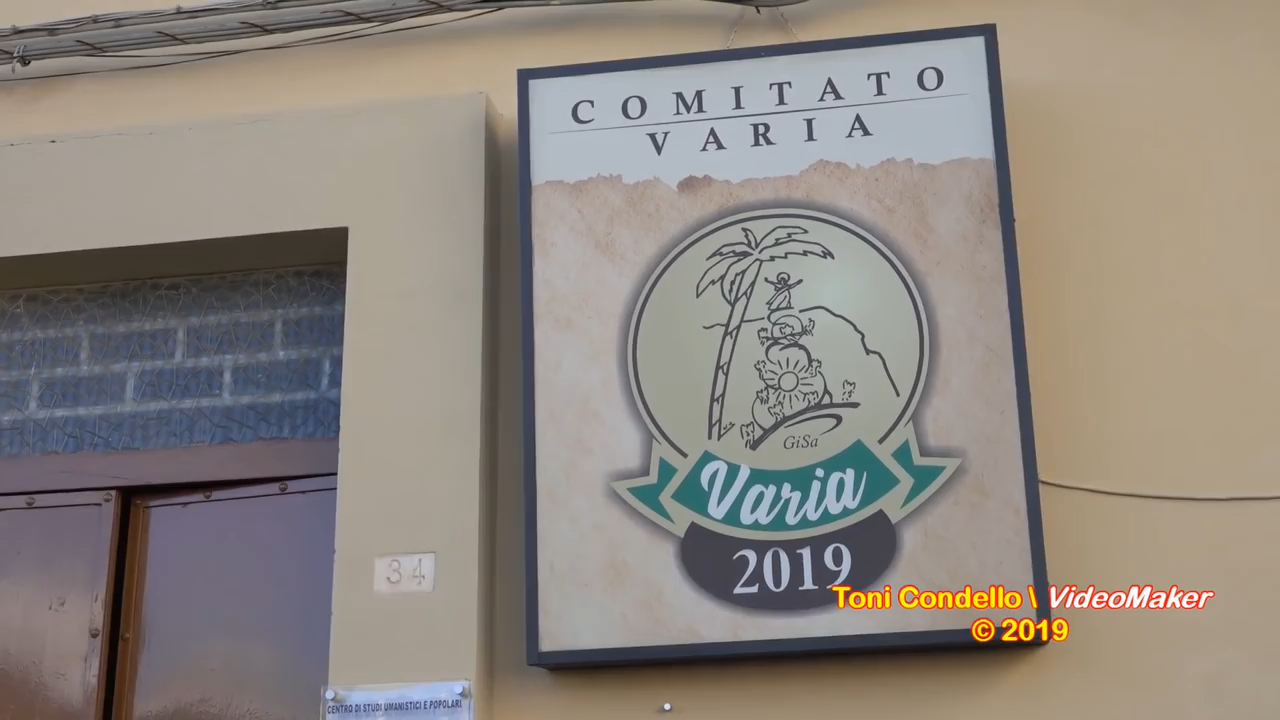 COMITATO
VARIA
GiSa
Varia
2019
34
CENTRO DI STUDI UMANISTICI E POPOLARI
Toni Condello \ VideoMaker
© 2019